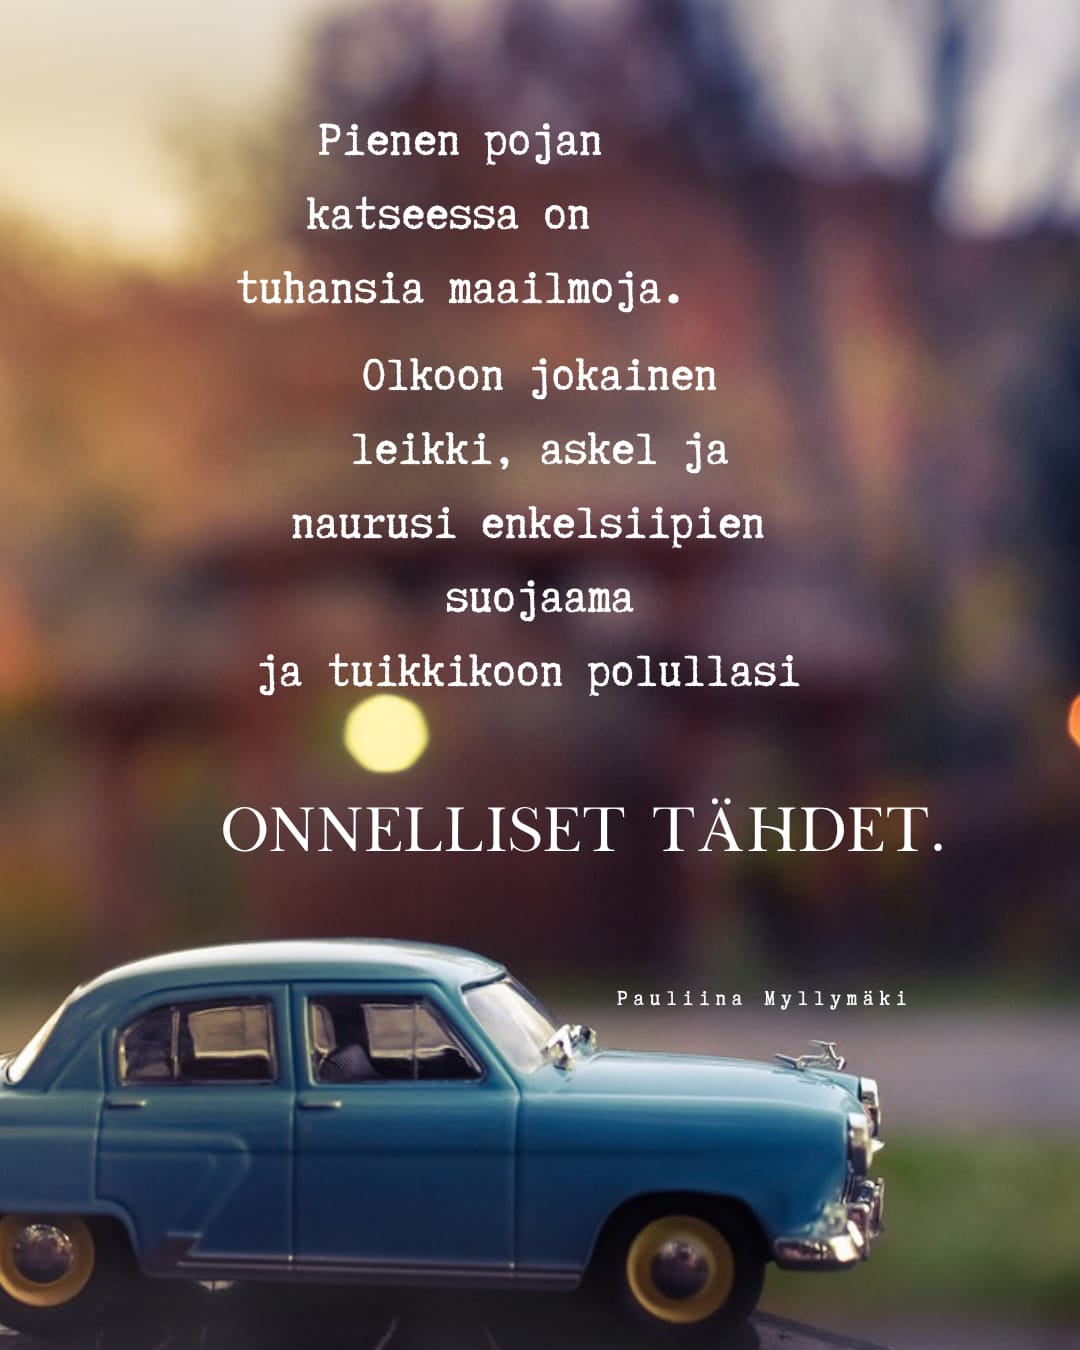 Pienen pojan
katseessa on
tuhansia maailmoja.
Olkoon jokainen
leikki, askel ja
naurusi enkelsiipien
suojaama
ja tuikkikoon polullasi
ONNELLISET TÄHDET.
Pauliina Myllymäki